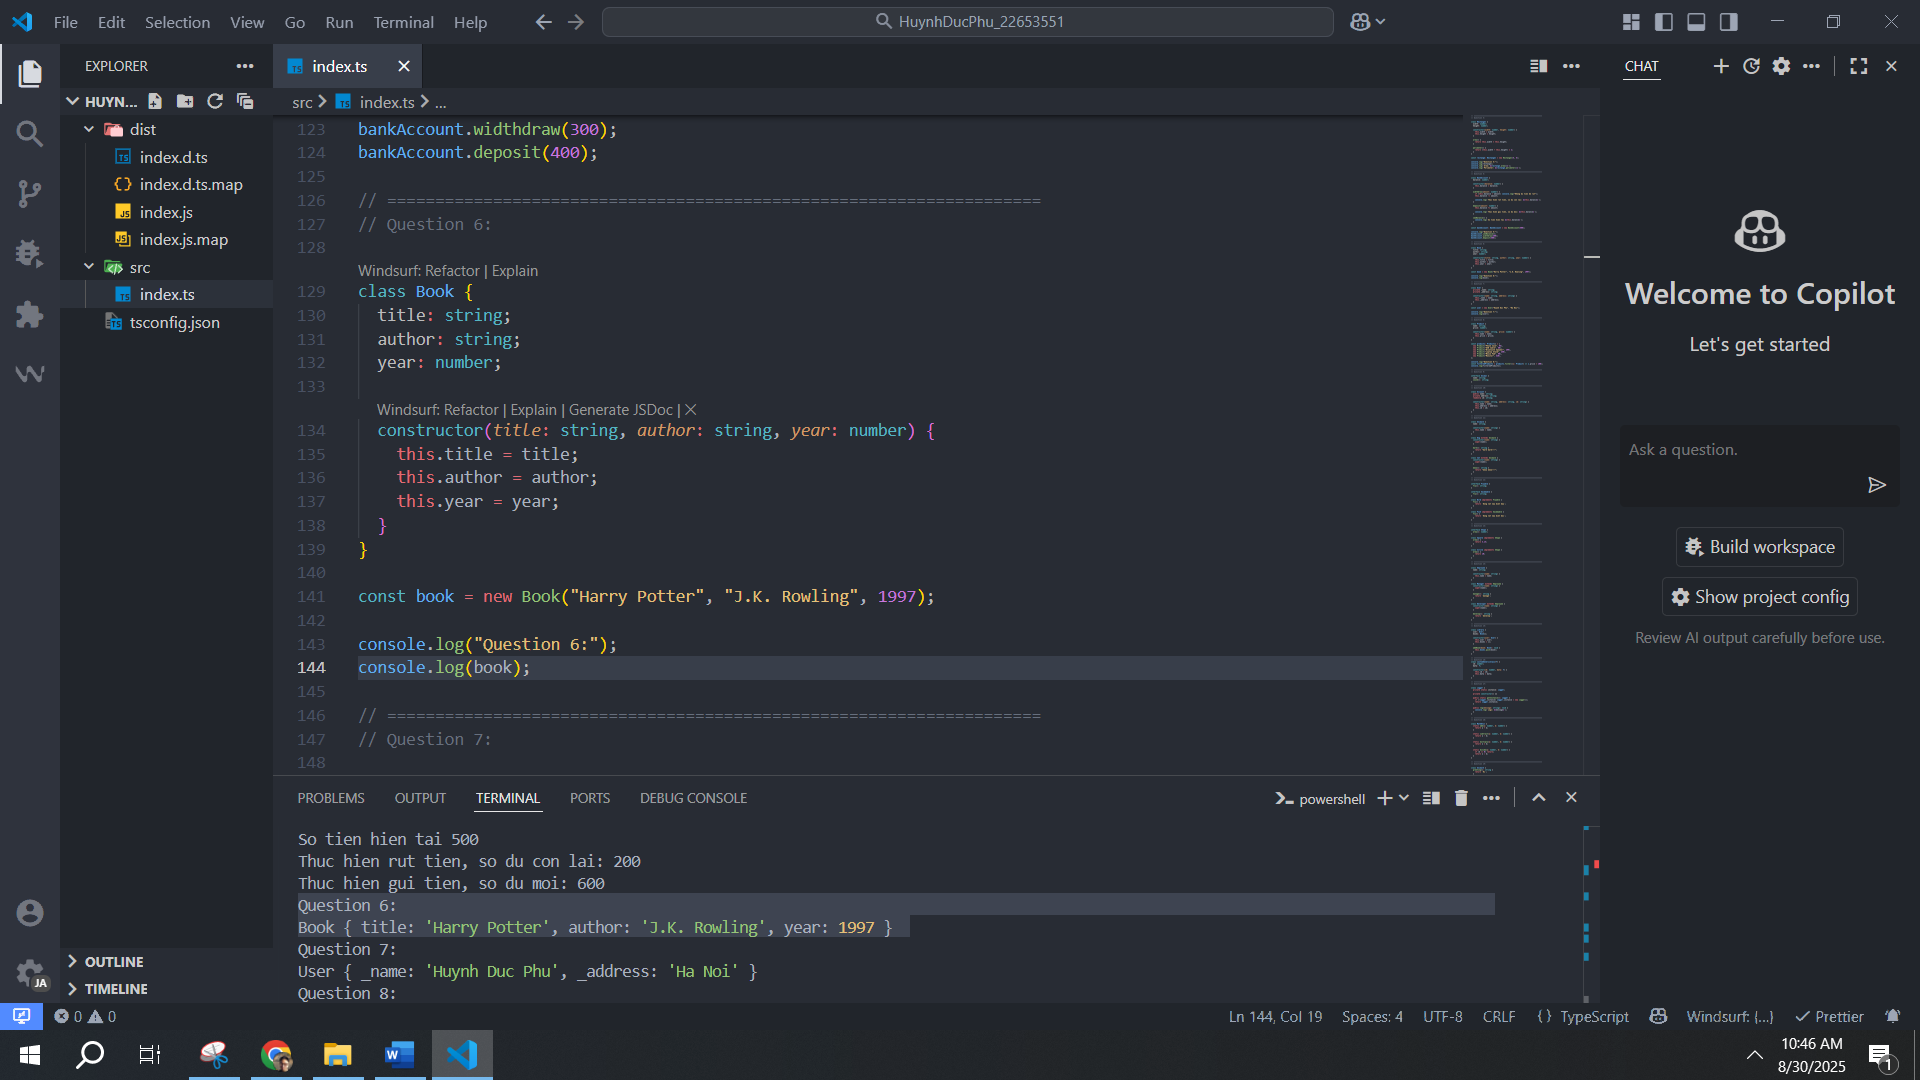 File Edit Selection View Go Run Terminal Help
HuynhDucPhu_22653551
EXPLORER
HUYN...
dist
index.d.ts
index.d.ts.map
index.js
index.js.map
src
index.ts
tsconfig.json
OUTLINE
TIMELINE
index.ts
src > index.ts > ...
123 bankAccount.widthdraw(300);
124 bankAccount.deposit(400);
125
126 // ====================================================================
127 // Question 6:
128
Windsurf: Refactor | Explain
129 class Book {
130 title: string;
131 author: string;
132 year: number;
133
Windsurf: Refactor | Explain | Generate JSDoc | X
134 constructor(title: string, author: string, year: number) {
135 this.title = title;
136 this.author = author;
137 this.year = year;
138 }
139 }
140
141 const book = new Book("Harry Potter", "J.K. Rowling", 1997);
142
143 console.log("Question 6:");
144 console.log(book);
145
146 // ====================================================================
147 // Question 7:
148
PROBLEMS OUTPUT TERMINAL PORTS DEBUG CONSOLE
powershell
So tien hien tai 500
Thuc hien rut tien, so du con lai: 200
Thuc hien gui tien, so du moi: 600
Question 6:
Book { title: 'Harry Potter', author: 'J.K. Rowling', year: 1997 }
Question 7:
User { _name: 'Huynh Duc Phu', _address: 'Ha Noi' }
Question 8:
CHAT
Welcome to Copilot
Let's get started
Ask a question.
Build workspace
Show project config
Review AI output carefully before use.
JA
0 0
Ln 144, Col 19 Spaces: 4 UTF-8 CRLF {} TypeScript Windsurf: {...} Prettier
10:46 AM
8/30/2025
1